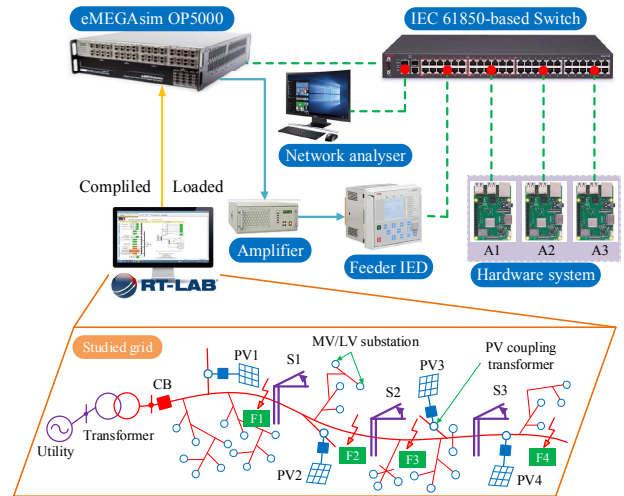 eMEGAsim OP5000
IEC 61850-based Switch
Network analyser
Compliled
Loaded
Amplifier
Feeder IED
A1
A2
A3
Hardware system
RT-LAB
Studied grid
MV/LV substation
PV1
S1
PV3
PV coupling
transformer
CB
S2
S3
F1
Transformer
Utility
F2
F3
F4
PV2
PV4